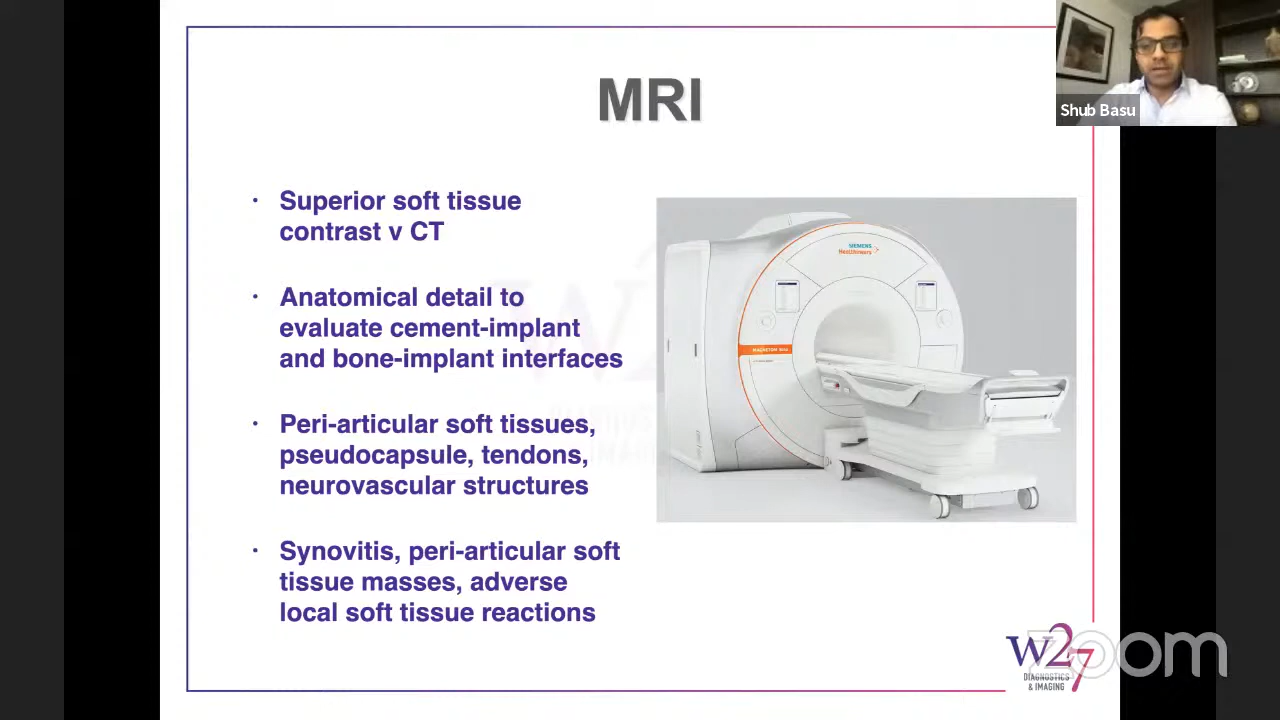 MRI
Shub Basu
· Superior soft tissue
contrast v CT
· Anatomical detail to
evaluate cement-implant
and bone-implant interfaces
· Peri-articular soft tissues,
pseudocapsule, tendons,
neurovascular structures
· Synovitis, peri-articular soft
tissue masses, adverse
local soft tissue reactions
SIEMENS
Healthineers
MAGNETOM
W27
DIAGNOSTICS
& IMAGING
zoom